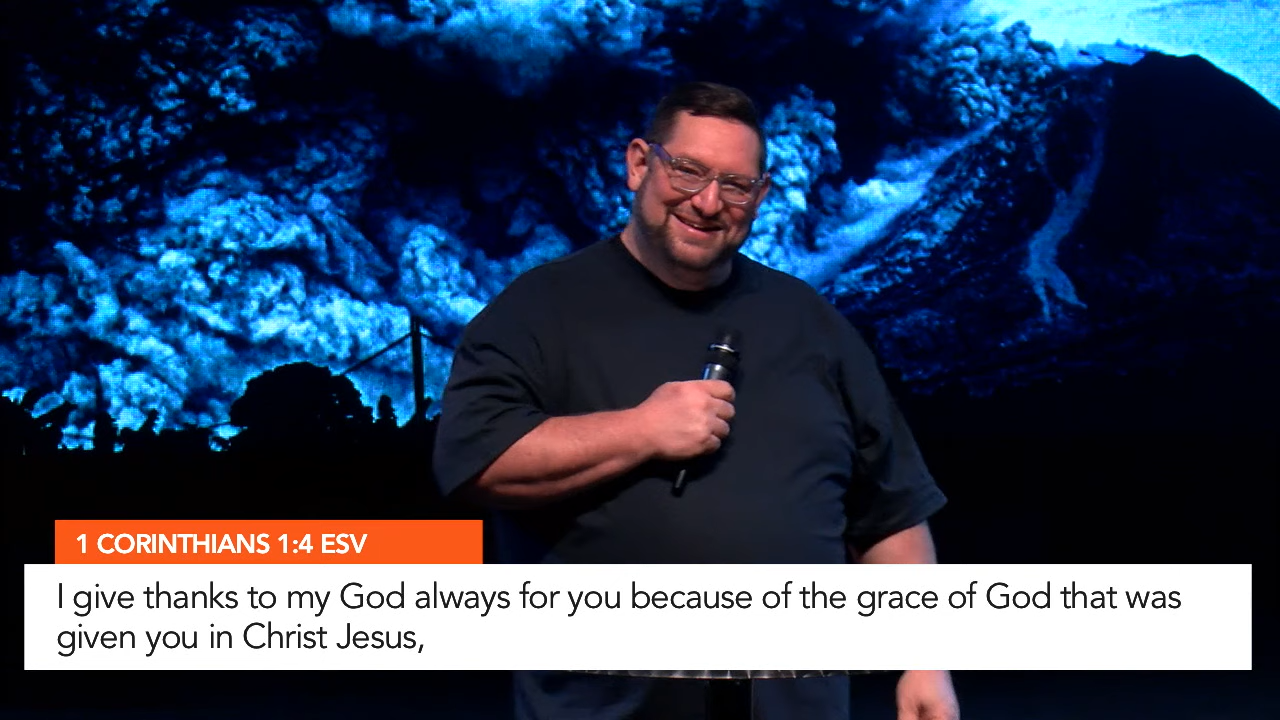 1 CORINTHIANS 1:4 ESV
I give thanks to my God always for you because of the grace of God that was
given you in Christ Jesus,